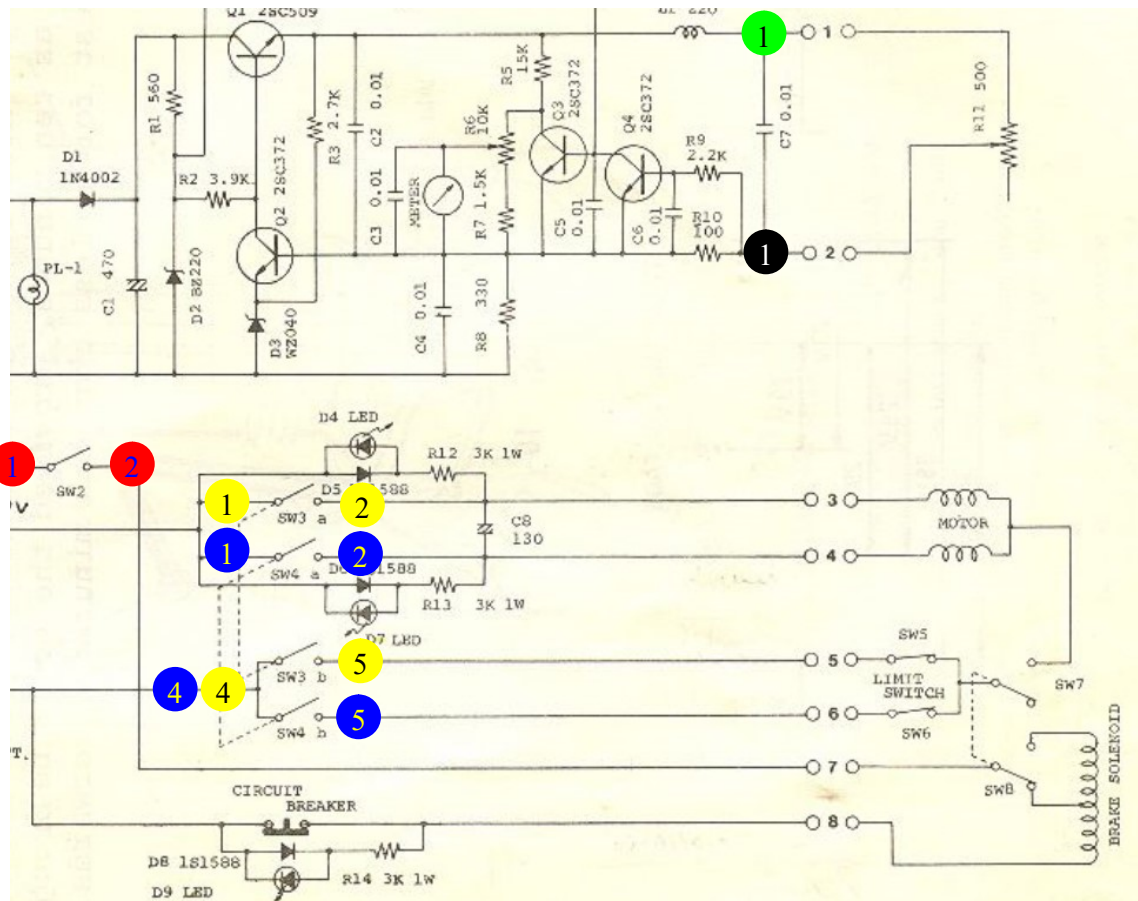 Q1 2SC509
L1 220
1
1
R1 560
R3 2.7K
C2 0.01
R5 15K
Q3 2SC372
Q4 2SC372
R6 10K
C7 0.01
R11 500
R9
2.2K
D1
1N4002
R2 3.9K
Q2 2SC372
C3 0.01
METER
R7 1.5K
C5 0.01
C6 0.01
R10
100
1
2
PL-1
C1 470
D2 BZ220
D3 WZ040
C4 0.01
R8 330
D4 LED
1
2
SW2
R12 3K 1W
D5
1588
1
2
SW3 a
C8
130
3
MOTOR
1
2
SW4 a
1588
4
R13 3K 1W
D7 LED
SW3 b
5
5
SW5
LIMIT
SWITCH
SW7
4
4
SW4 b
5
6
SW6
7
SW8
BRAKE SOLENOID
CIRCUIT
BREAKER
8
D8 1S1588
R14 3K 1W
D9 LED